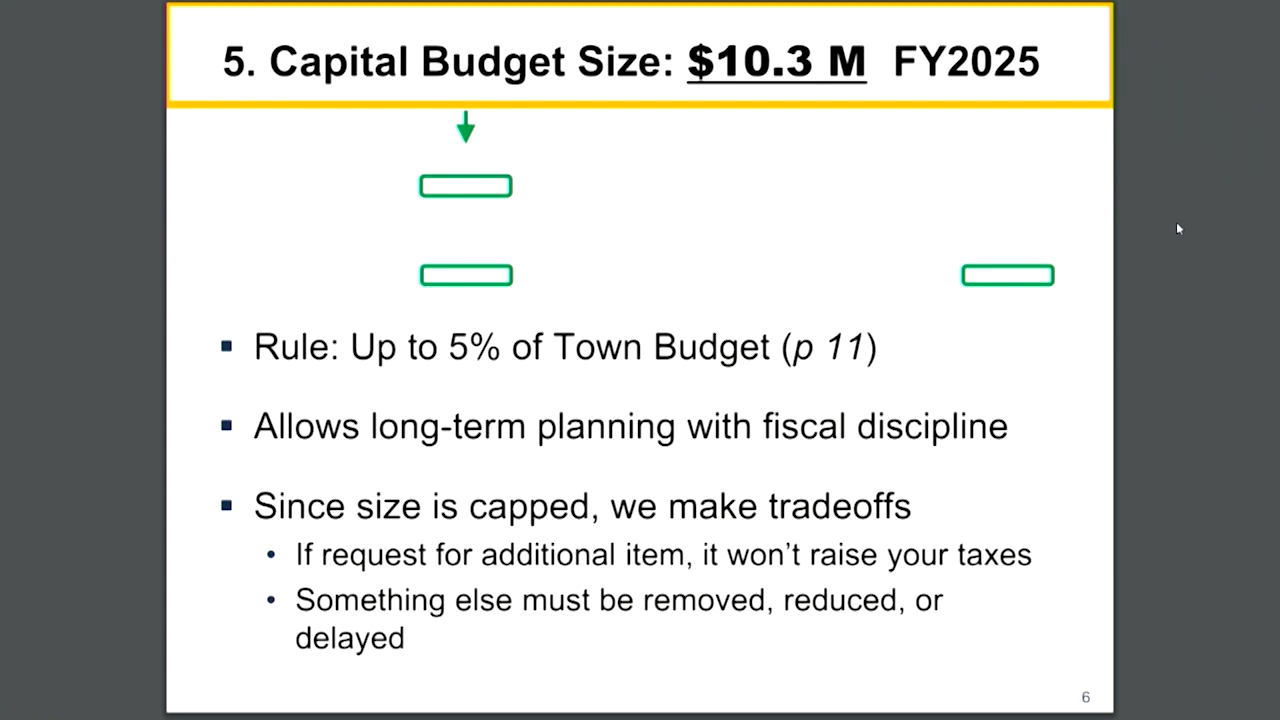 5. Capital Budget Size: $10.3 M FY2025
▪ Rule: Up to 5% of Town Budget (p 11)
▪ Allows long-term planning with fiscal discipline
▪ Since size is capped, we make tradeoffs
• If request for additional item, it won’t raise your taxes
• Something else must be removed, reduced, or
delayed
6